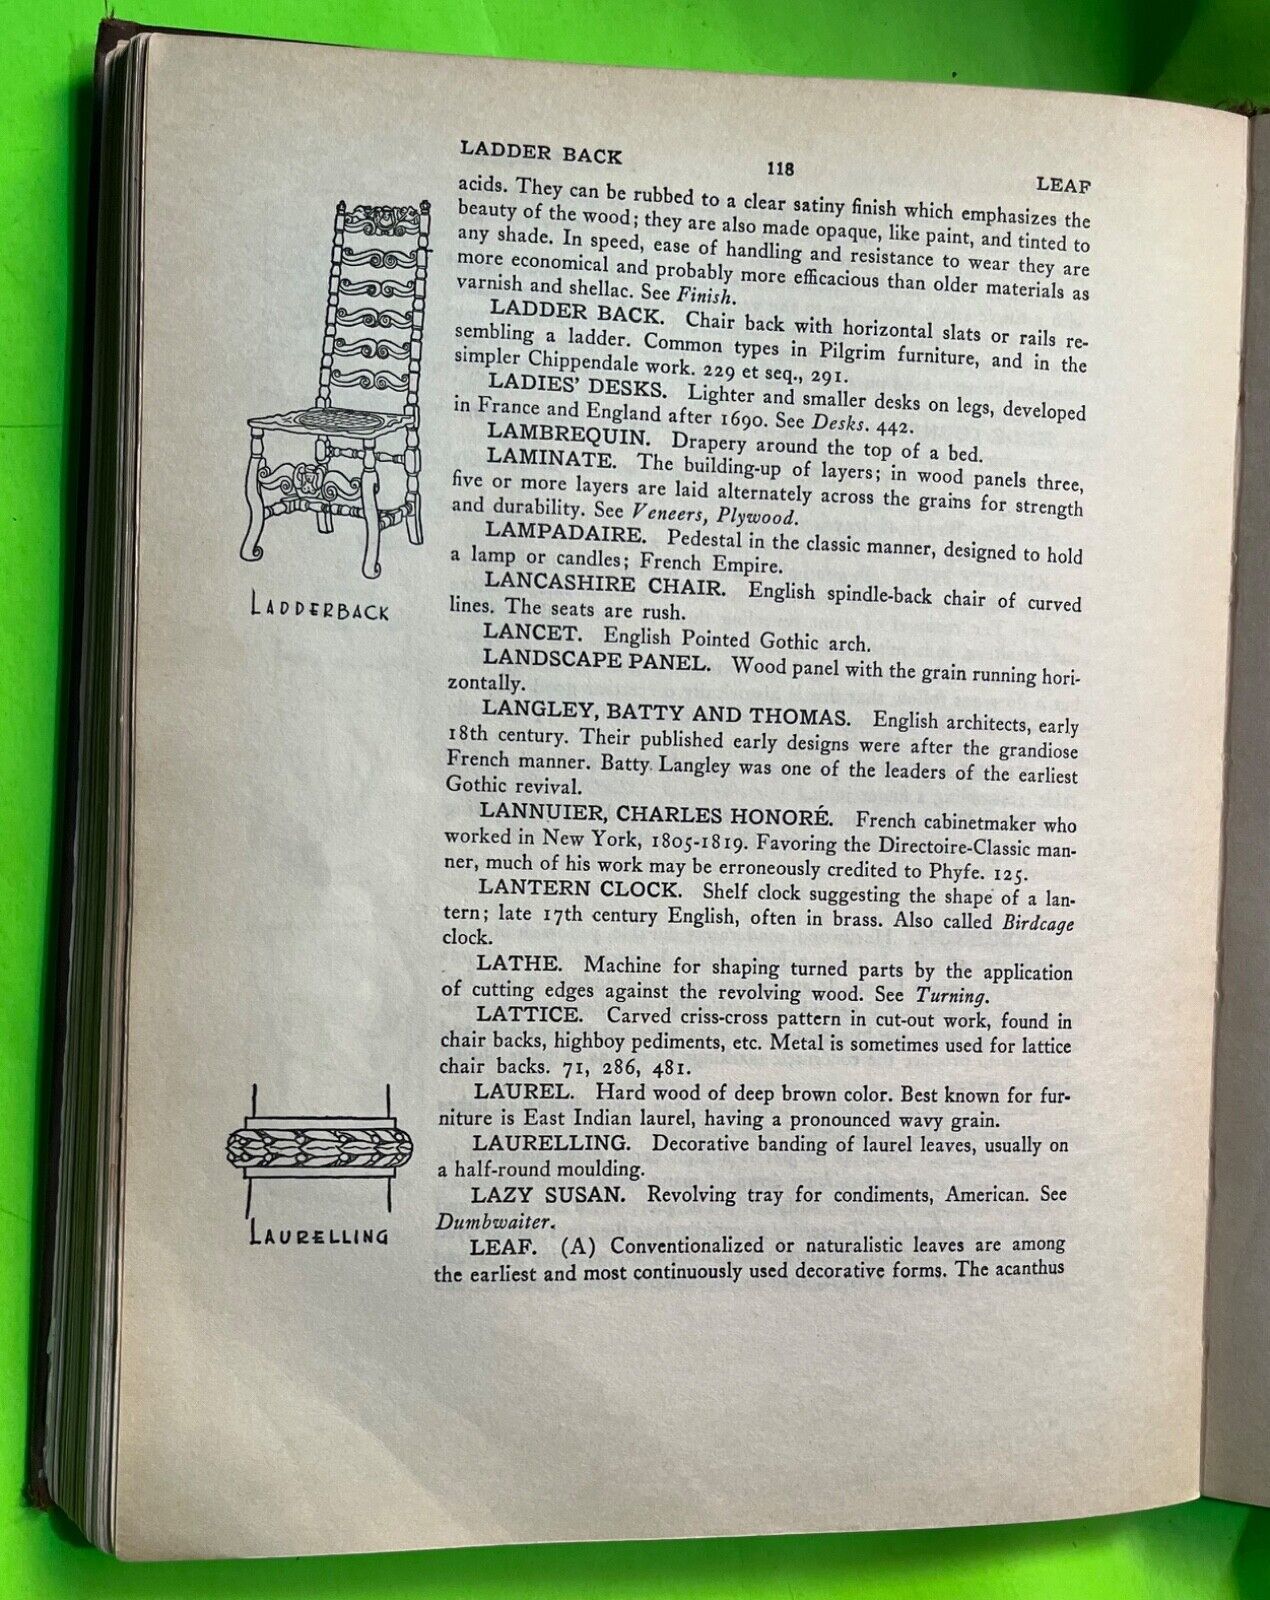 LADDER BACK 118 LEAF
acids. They can be rubbed to a clear satiny finish which emphasizes the
beauty of the wood; they are also made opaque, like paint, and tinted to
any shade. In speed, ease of handling and resistance to wear they are
more economical and probably more efficacious than older materials as
varnish and shellac. See Finish.
LADDER BACK. Chair back with horizontal slats or rails re-
sembling a ladder. Common types in Pilgrim furniture, and in the
simpler Chippendale work. 229 et seq., 291.
LADIES' DESKS. Lighter and smaller desks on legs, developed
in France and England after 1690. See Desks. 442.
LAMBREQUIN. Drapery around the top of a bed.
LAMINATE. The building-up of layers; in wood panels three,
five or more layers are laid alternately across the grains for strength
and durability. See Veneers, Plywood.
LAMPADAIRE. Pedestal in the classic manner, designed to hold
a lamp or candles; French Empire.
LANCASHIRE CHAIR. English spindle-back chair of curved
lines. The seats are rush.
LANCET. English Pointed Gothic arch.
LANDSCAPE PANEL. Wood panel with the grain running hori-
zontally.
LANGLEY, BATTY AND THOMAS. English architects, early
18th century. Their published early designs were after the grandiose
French manner. Batty Langley was one of the leaders of the earliest
Gothic revival.
LANNUIER, CHARLES HONORÉ. French cabinetmaker who
worked in New York, 1805-1819. Favoring the Directoire-Classic man-
ner, much of his work may be erroneously credited to Phyfe. 125.
LANTERN CLOCK. Shelf clock suggesting the shape of a lan-
tern; late 17th century English, often in brass. Also called Birdcage
clock.
LATHE. Machine for shaping turned parts by the application
of cutting edges against the revolving wood. See Turning.
LATTICE. Carved criss-cross pattern in cut-out work, found in
chair backs, highboy pediments, etc. Metal is sometimes used for lattice
chair backs. 71, 286, 481.
LAUREL. Hard wood of deep brown color. Best known for fur-
niture is East Indian laurel, having a pronounced wavy grain.
LAURELLING. Decorative banding of laurel leaves, usually on
a half-round moulding.
LAZY SUSAN. Revolving tray for condiments, American. See
Dumbwaiter.
LEAF. (A) Conventionalized or naturalistic leaves are among
the earliest and most continuously used decorative forms. The acanthus
LADDERBACK
LAURELLING